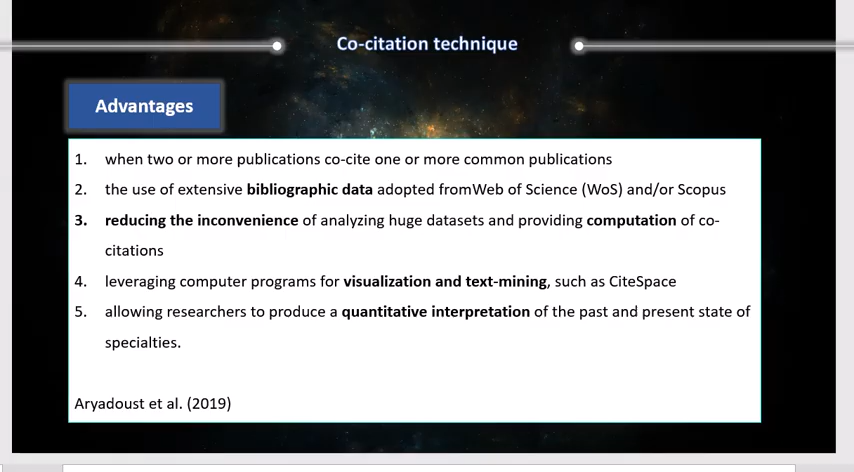 Co-citation technique
Advantages
1. when two or more publications co-cite one or more common publications
2. the use of extensive bibliographic data adopted fromWeb of Science (WoS) and/or Scopus
3. reducing the inconvenience of analyzing huge datasets and providing computation of co-
citations
4. leveraging computer programs for visualization and text-mining, such as CiteSpace
5. allowing researchers to produce a quantitative interpretation of the past and present state of
specialties.
Aryadoust et al. (2019)